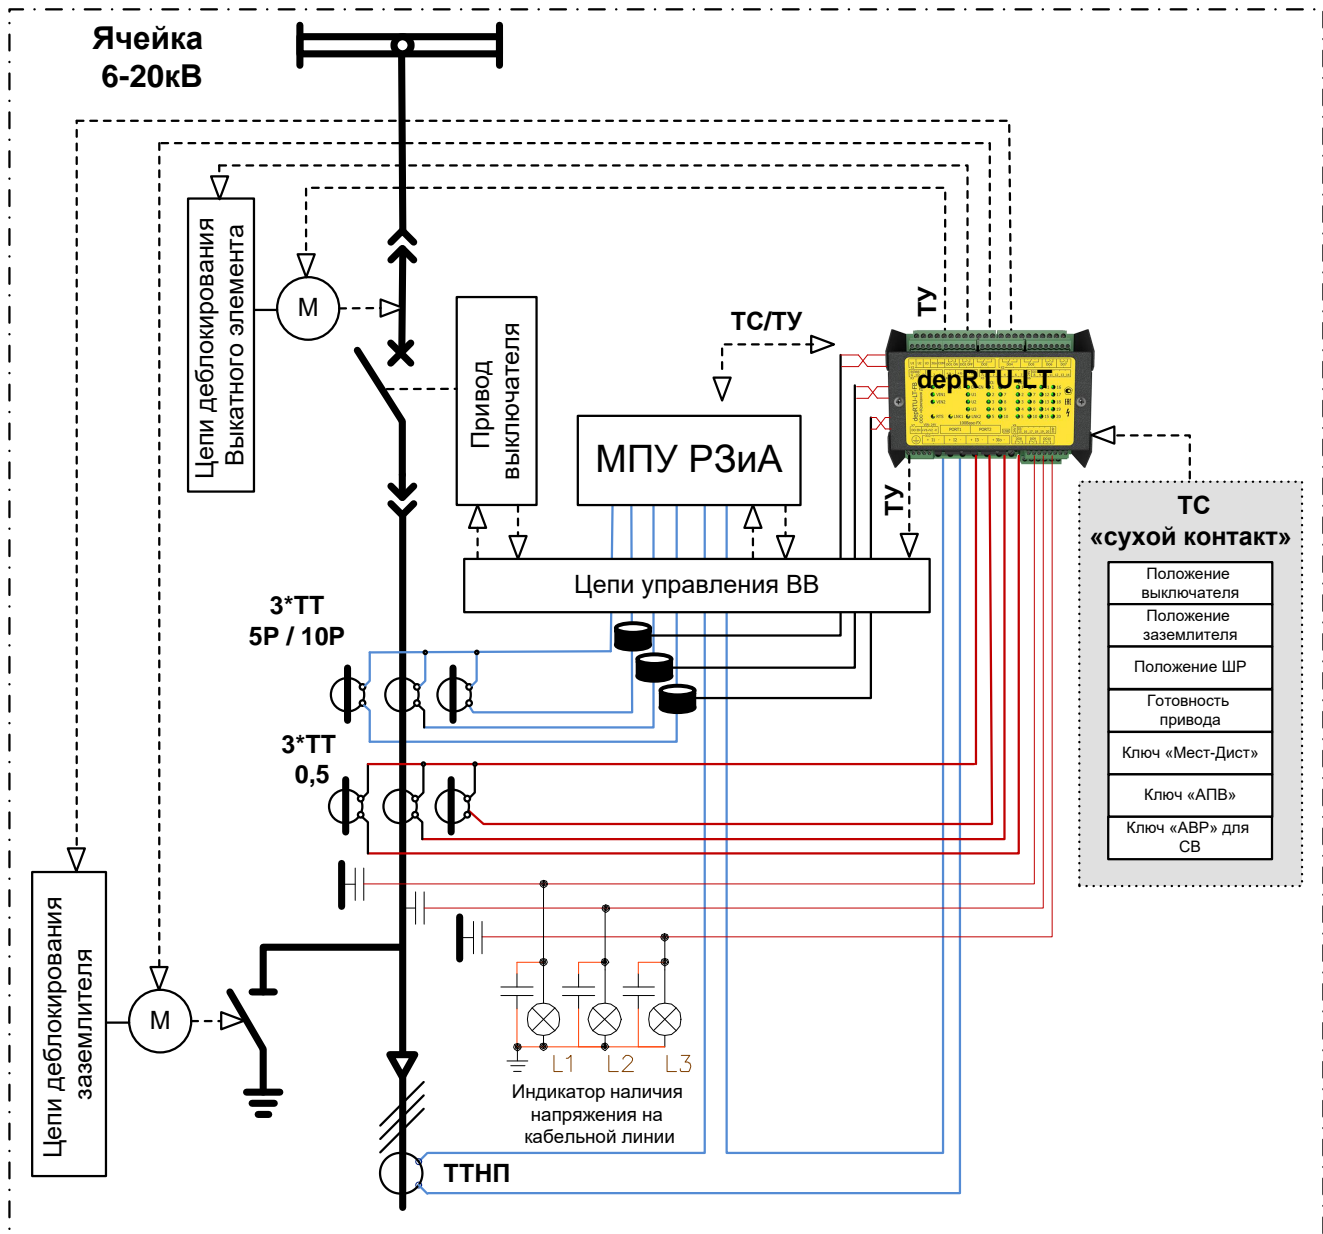 Ячейка
6-20кВ
Цепи деблокирования
Выкатного элемента
М
Привод
выключателя
ТС/ТУ
ТУ
depRTU-LT
МПУ РЗиА
ТУ
Цепи управления ВВ
ТС
«сухой контакт»
Положение
выключателя
Положение
заземлителя
Положение ШР
Готовность
привода
Ключ «Мест-Дист»
Ключ «АПВ»
Ключ «АВР» для
СВ
3*ТТ
5Р / 10Р
3*ТТ
0,5
Цепи деблокирования
заземлителя
М
L1
L2
L3
Индикатор наличия
напряжения на
кабельной линии
ТТНП